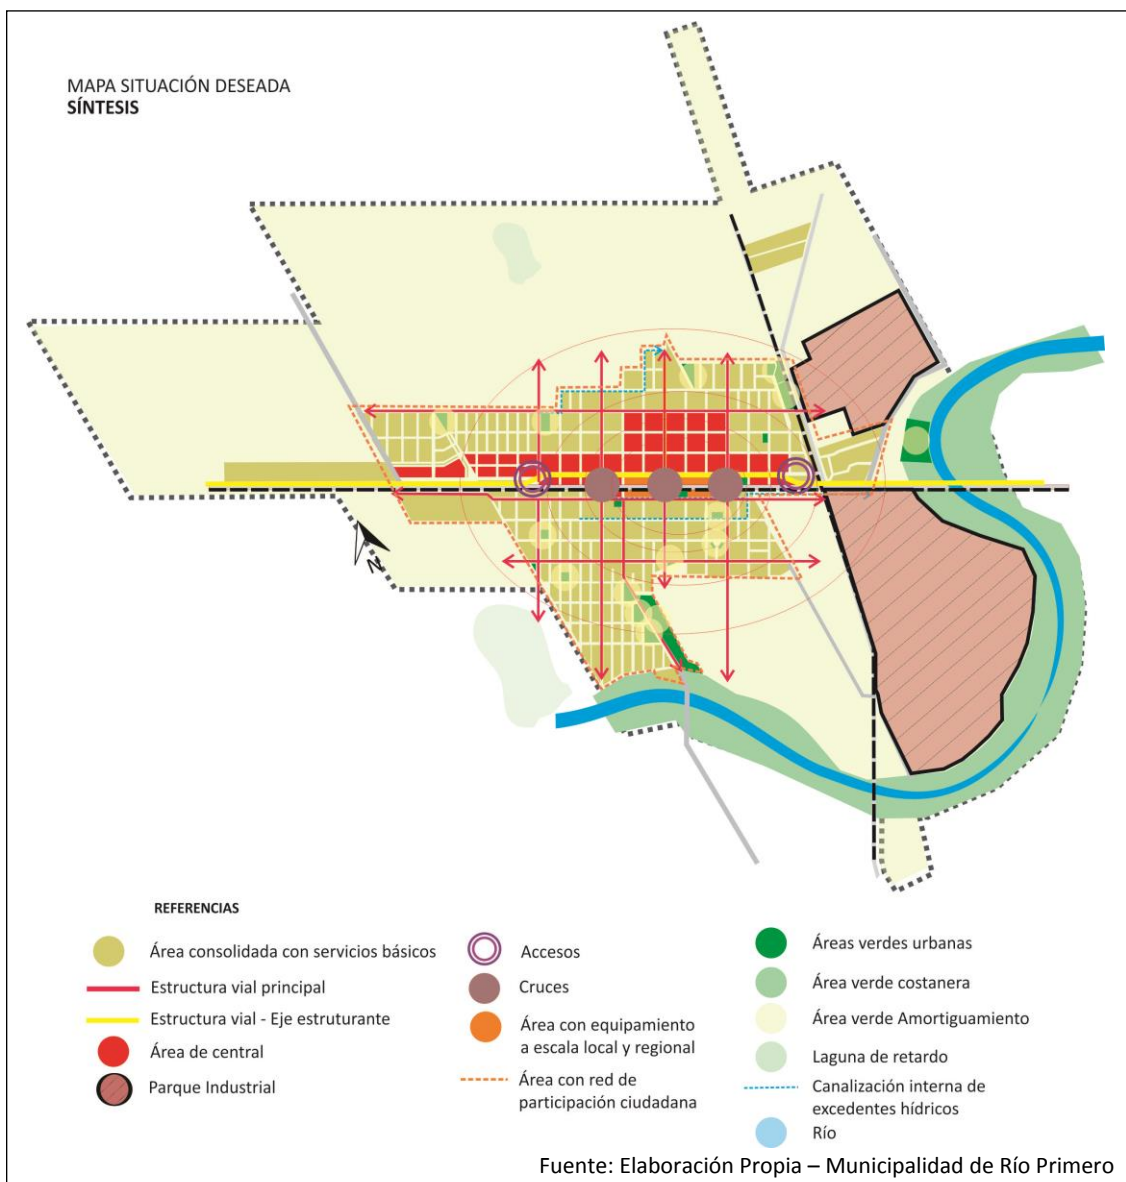 MAPA SITUACIÓN DESEADA
SÍNTESIS
N
REFERENCIAS
Área consolidada con servicios básicos
Estructura vial principal
Estructura vial - Eje estruturante
Área de central
Parque Industrial
Accesos
Cruces
Área con equipamiento
a escala local y regional
Área con red de
participación ciudadana
Áreas verdes urbanas
Área verde costanera
Área verde Amortiguamiento
Laguna de retardo
Canalización interna de
excedentes hídricos
Río
Fuente: Elaboración Propia – Municipalidad de Río Primero